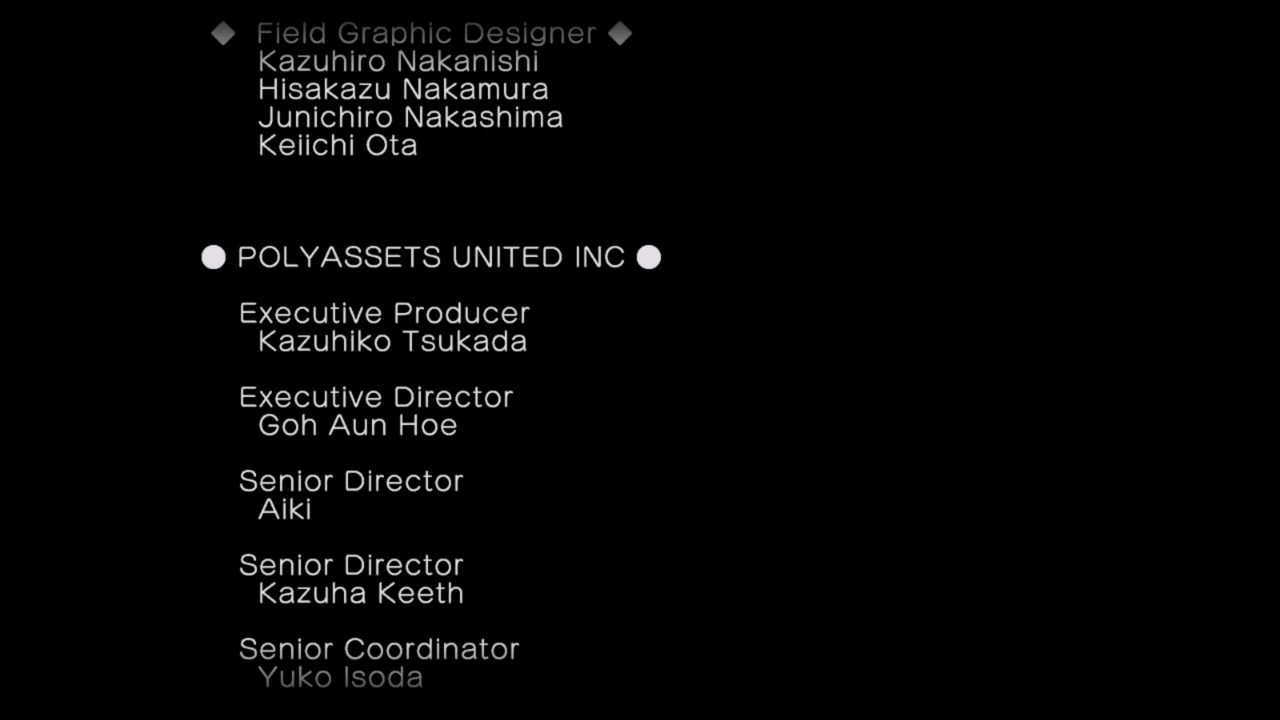 ◆ Field Graphic Designer ◆
Kazuhiro Nakanishi
Hisakazu Nakamura
Junichiro Nakashima
Keiichi Ota
● POLYASSETS UNITED INC ●
Executive Producer
Kazuhiko Tsukada
Executive Director
Goh Aun Hoe
Senior Director
Aiki
Senior Director
Kazuha Keeth
Senior Coordinator
Yuko Isoda